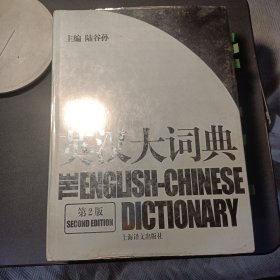 主编 陆谷孙
英汉大词典
THE ENGLISH-CHINESE
DICTIONARY
第2版
SECOND EDITION
上海译文出版社